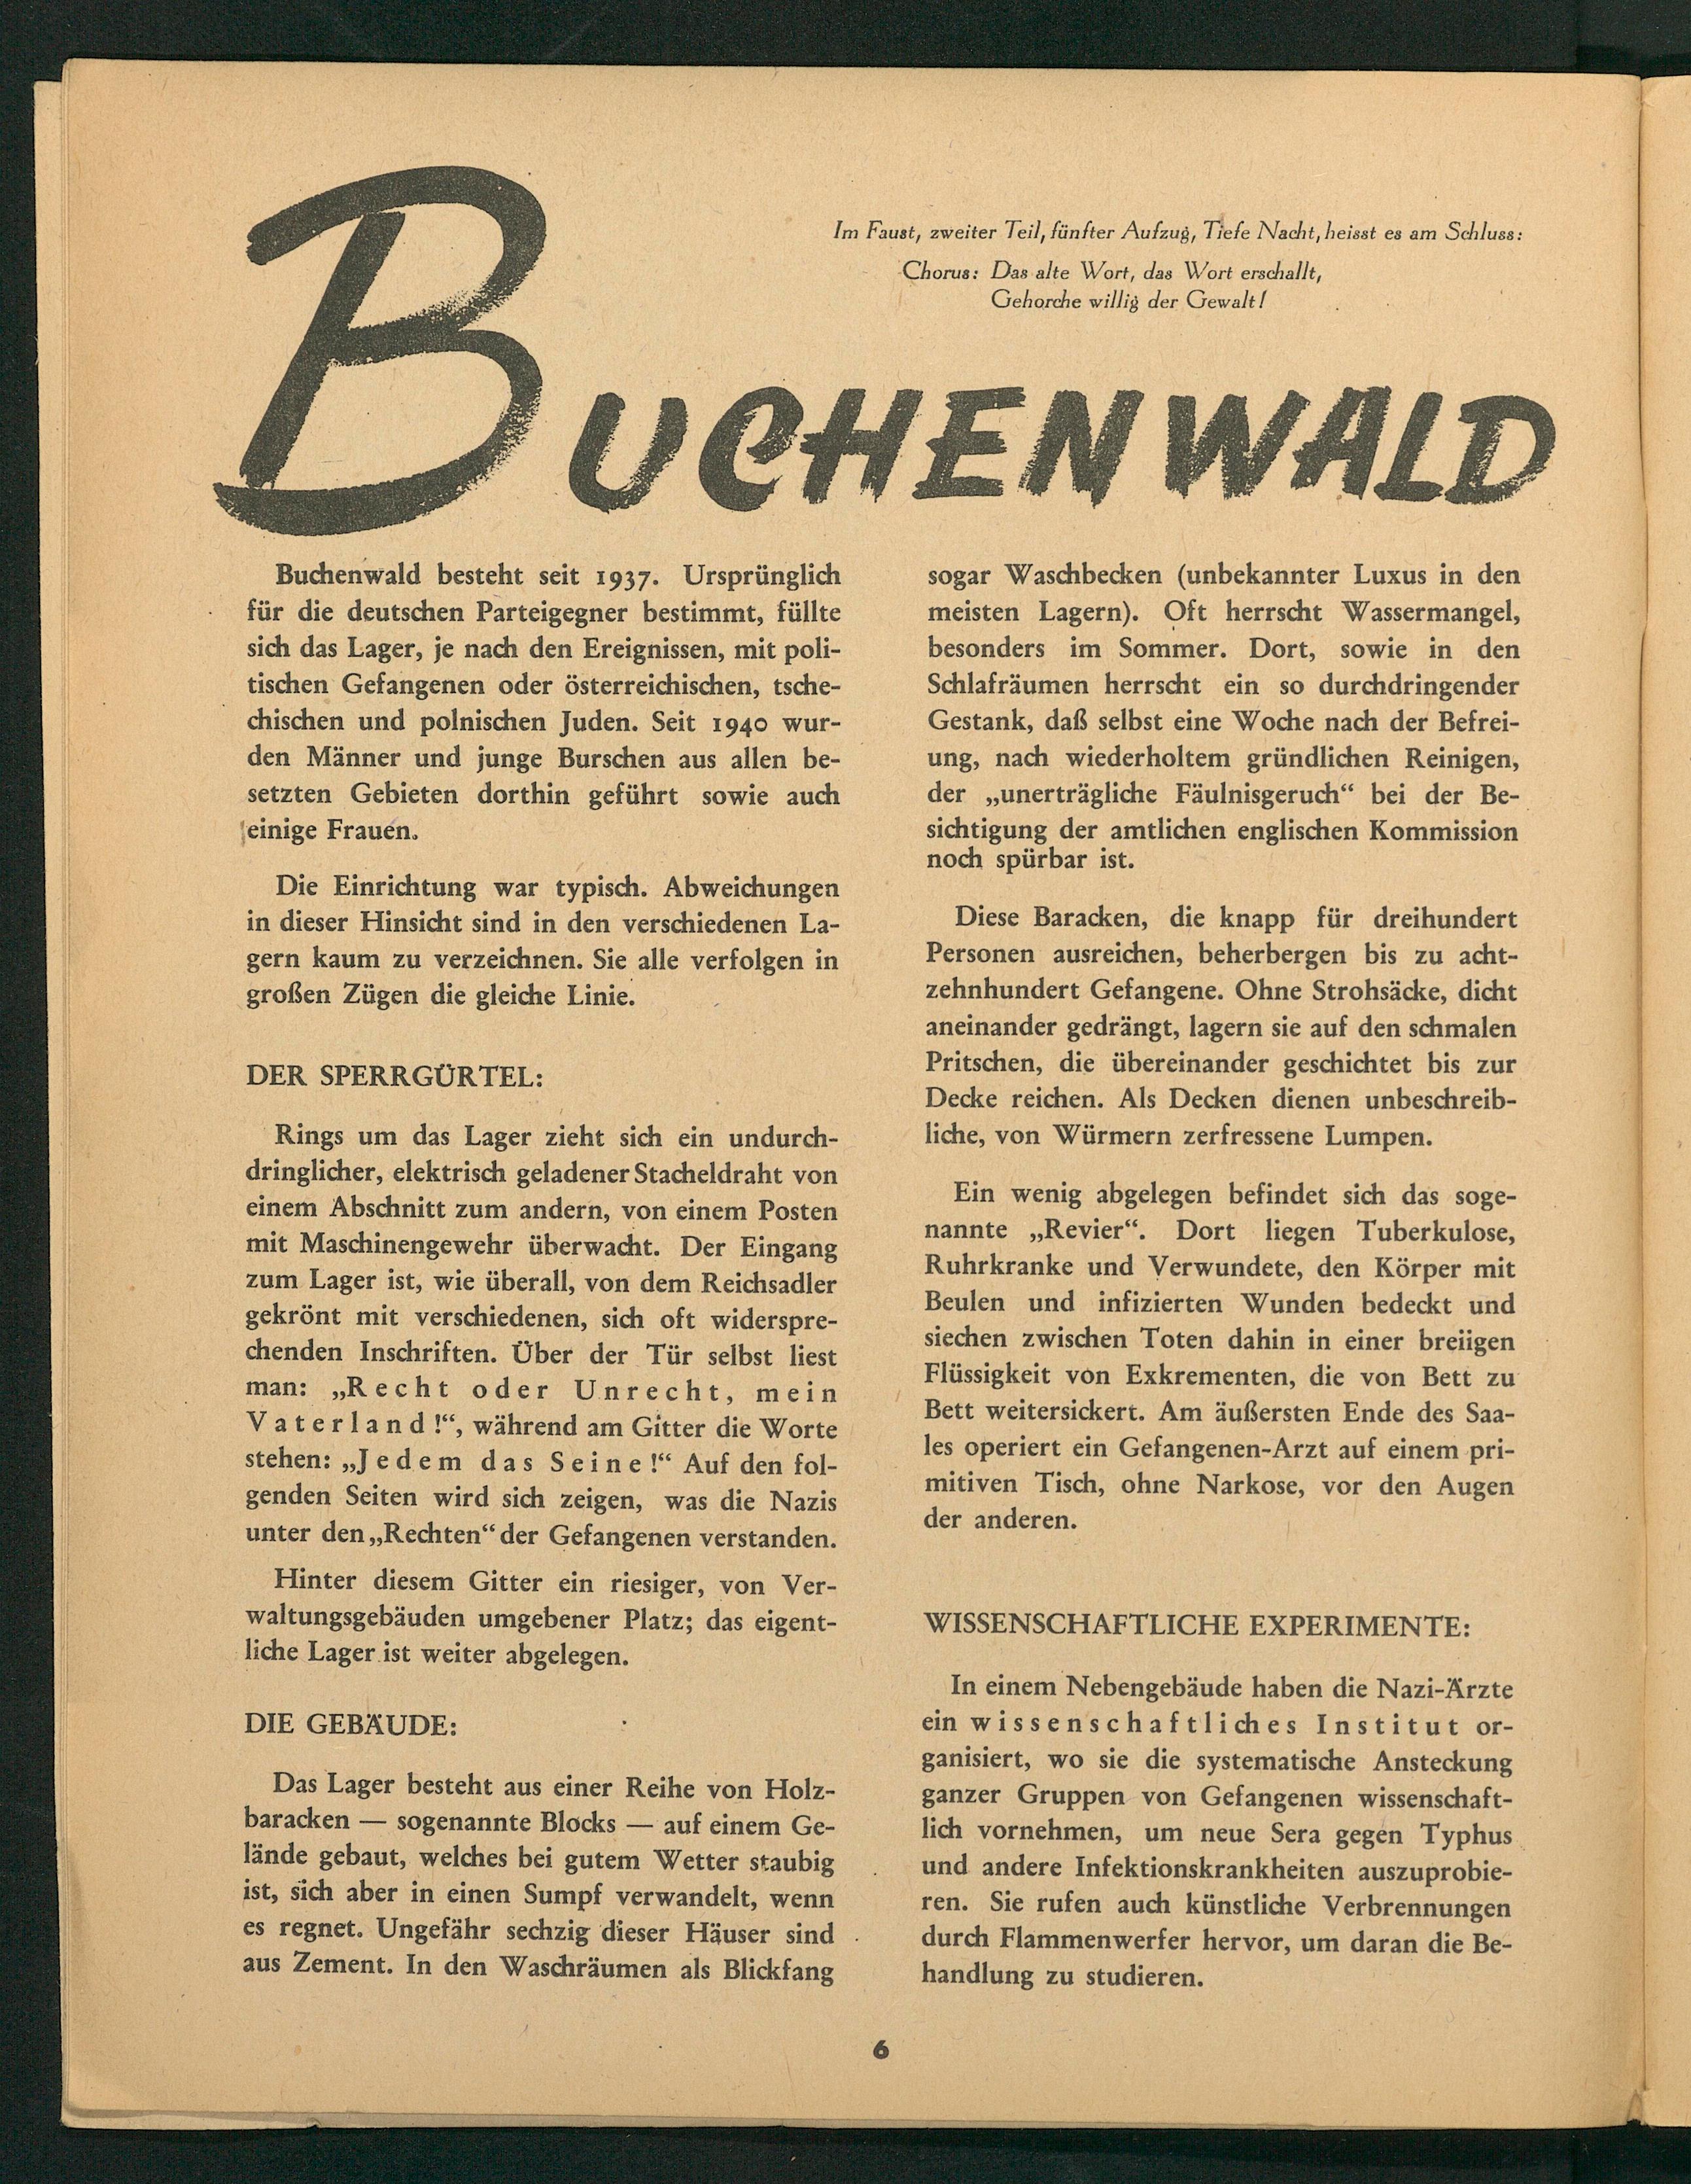 Im Faust, zweiter Teil, fünfter Aufzug, Tiefe Nacht, heisst es am Schluss:
Chorus: Das alte Wort, das Wort erschallt,
Gehorche willig der Gewalt!
BUCHENWALD
Buchenwald besteht seit 1937. Ursprünglich
für die deutschen Parteigegner bestimmt, füllte
sich das Lager, je nach den Ereignissen, mit poli-
tischen Gefangenen oder österreichischen, tsche-
chischen und polnischen Juden. Seit 1940 wur-
den Männer und junge Burschen aus allen be-
setzten Gebieten dorthin geführt sowie auch
einige Frauen.
Die Einrichtung war typisch. Abweichungen
in dieser Hinsicht sind in den verschiedenen La-
gern kaum zu verzeichnen. Sie alle verfolgen in
großen Zügen die gleiche Linie.
DER SPERRGÜRTEL:
Rings um das Lager zieht sich ein undurch-
dringlicher, elektrisch geladener Stacheldraht von
einem Abschnitt zum andern, von einem Posten
mit Maschinengewehr überwacht. Der Eingang
zum Lager ist, wie überall, von dem Reichsadler
gekrönt mit verschiedenen, sich oft widerspre-
chenden Inschriften. Über der Tür selbst liest
man: „Recht oder Unrecht, mein
Vaterland!“, während am Gitter die Worte
stehen: „Jedem das Seine!“ Auf den fol-
genden Seiten wird sich zeigen, was die Nazis
unter den „Rechten“ der Gefangenen verstanden.
Hinter diesem Gitter ein riesiger, von Ver-
waltungsgebäuden umgebener Platz; das eigent-
liche Lager ist weiter abgelegen.
DIE GEBÄUDE:
Das Lager besteht aus einer Reihe von Holz-
baracken — sogenannte Blocks — auf einem Ge-
lände gebaut, welches bei gutem Wetter staubig
ist, sich aber in einen Sumpf verwandelt, wenn
es regnet. Ungefähr sechzig dieser Häuser sind
aus Zement. In den Waschräumen als Blickfang
sogar Waschbecken (unbekannter Luxus in den
meisten Lagern). Oft herrscht Wassermangel,
besonders im Sommer. Dort, sowie in den
Schlafräumen herrscht ein so durchdringender
Gestank, daß selbst eine Woche nach der Befrei-
ung, nach wiederholtem gründlichen Reinigen,
der „unerträgliche Fäulnisgeruch“ bei der Be-
sichtigung der amtlichen englischen Kommission
noch spürbar ist.
Diese Baracken, die knapp für dreihundert
Personen ausreichen, beherbergen bis zu acht-
zehnhundert Gefangene. Ohne Strohsäcke, dicht
aneinander gedrängt, lagern sie auf den schmalen
Pritschen, die übereinander geschichtet bis zur
Decke reichen. Als Decken dienen unbeschreib-
liche, von Würmern zerfressene Lumpen.
Ein wenig abgelegen befindet sich das soge-
nannte „Revier“. Dort liegen Tuberkulose,
Ruhrkranke und Verwundete, den Körper mit
Beulen und infizierten Wunden bedeckt und
siechen zwischen Toten dahin in einer breiigen
Flüssigkeit von Exkrementen, die von Bett zu
Bett weitersickert. Am äußersten Ende des Saa-
les operiert ein Gefangenen-Arzt auf einem pri-
mitiven Tisch, ohne Narkose, vor den Augen
der anderen.
WISSENSCHAFTLICHE EXPERIMENTE:
In einem Nebengebäude haben die Nazi-Ärzte
ein wissenschaftliches Institut or-
ganisiert, wo sie die systematische Ansteckung
ganzer Gruppen von Gefangenen wissenschaft-
lich vornehmen, um neue Sera gegen Typhus
und andere Infektionskrankheiten auszuprobie-
ren. Sie rufen auch künstliche Verbrennungen
durch Flammenwerfer hervor, um daran die Be-
handlung zu studieren.
6